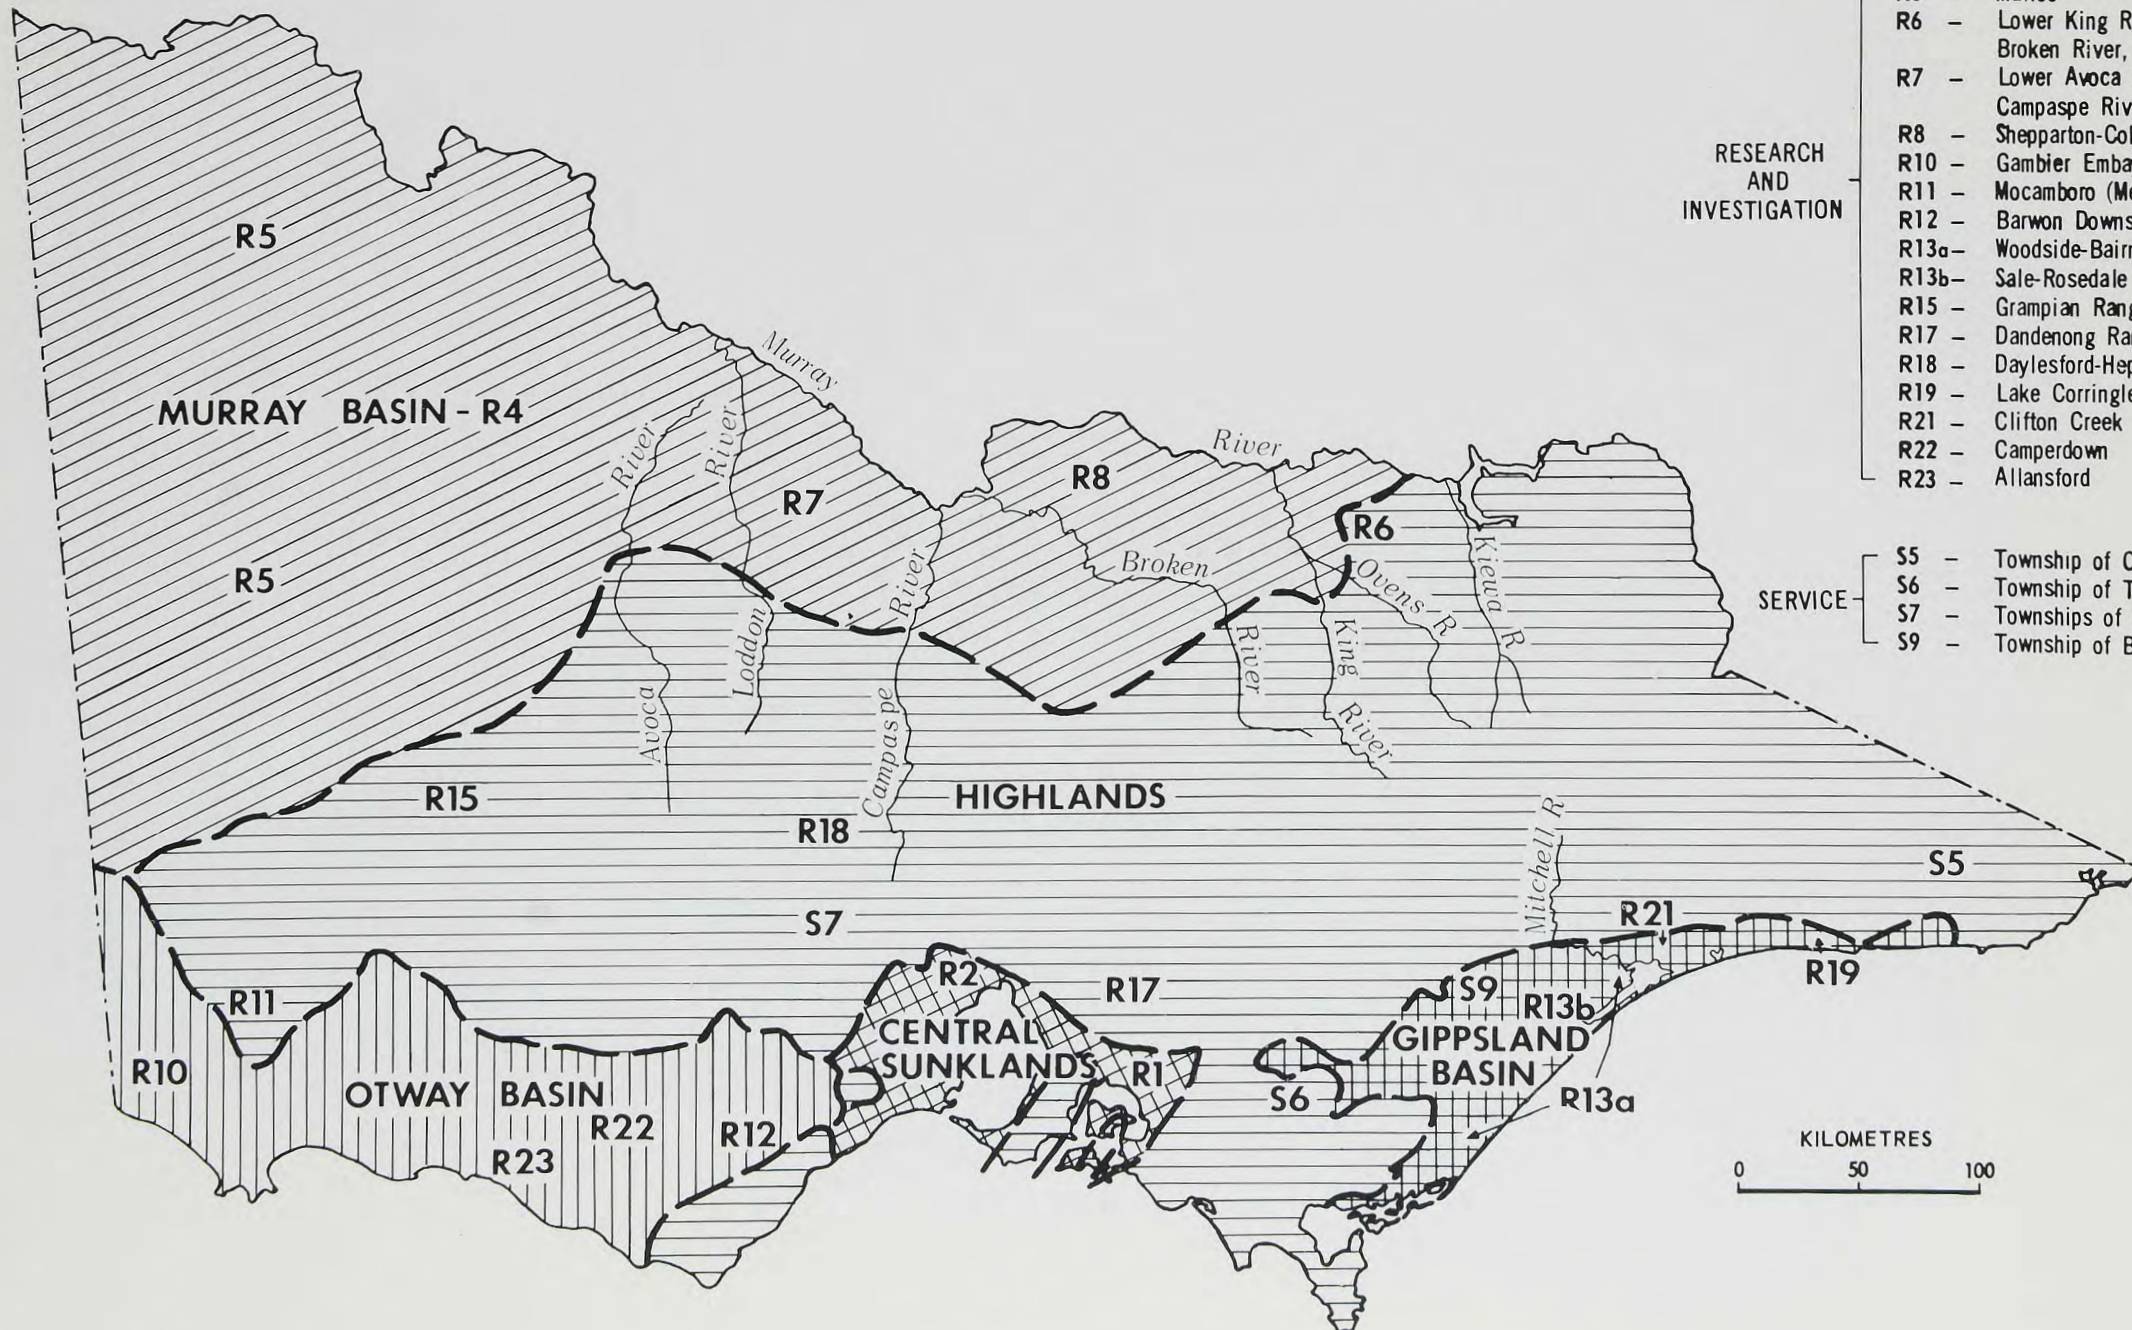 R6 – Lower King R
Broken River,
R7 – Lower Avoca
Campaspe Riv
R8 – Shepparton-Col
R10 – Gambier Emba
R11 – Mocamboro (Me
R12 – Barwon Downs
R13a – Woodside-Bairn
R13b – Sale-Rosedale
R15 – Grampian Rang
R17 – Dandenong Ra
R18 – Daylesford-Hep
R19 – Lake Corringle
R21 – Clifton Creek
R22 – Camperdown
R23 – Allansford
RESEARCH
AND
INVESTIGATION
S5 – Township of
S6 – Township of T
S7 – Townships of
S9 – Township of B
SERVICE
R5
Murray
MURRAY BASIN - R4
River
River
River
R8
R7
R6
R5
River
Broken
Ovens R
Kiewa R
Loddon
River
King
River
Avoca
Campaspe
R15
HIGHLANDS
R18
Mitchell R
S5
S7
R21
R2
R17
S9
R13b
R19
R11
CENTRAL
SUNKLANDS
GIPPSLAND
BASIN
R10
R1
OTWAY BASIN
S6
R13a
R22
R12
R23
KILOMETRES
0 50 100